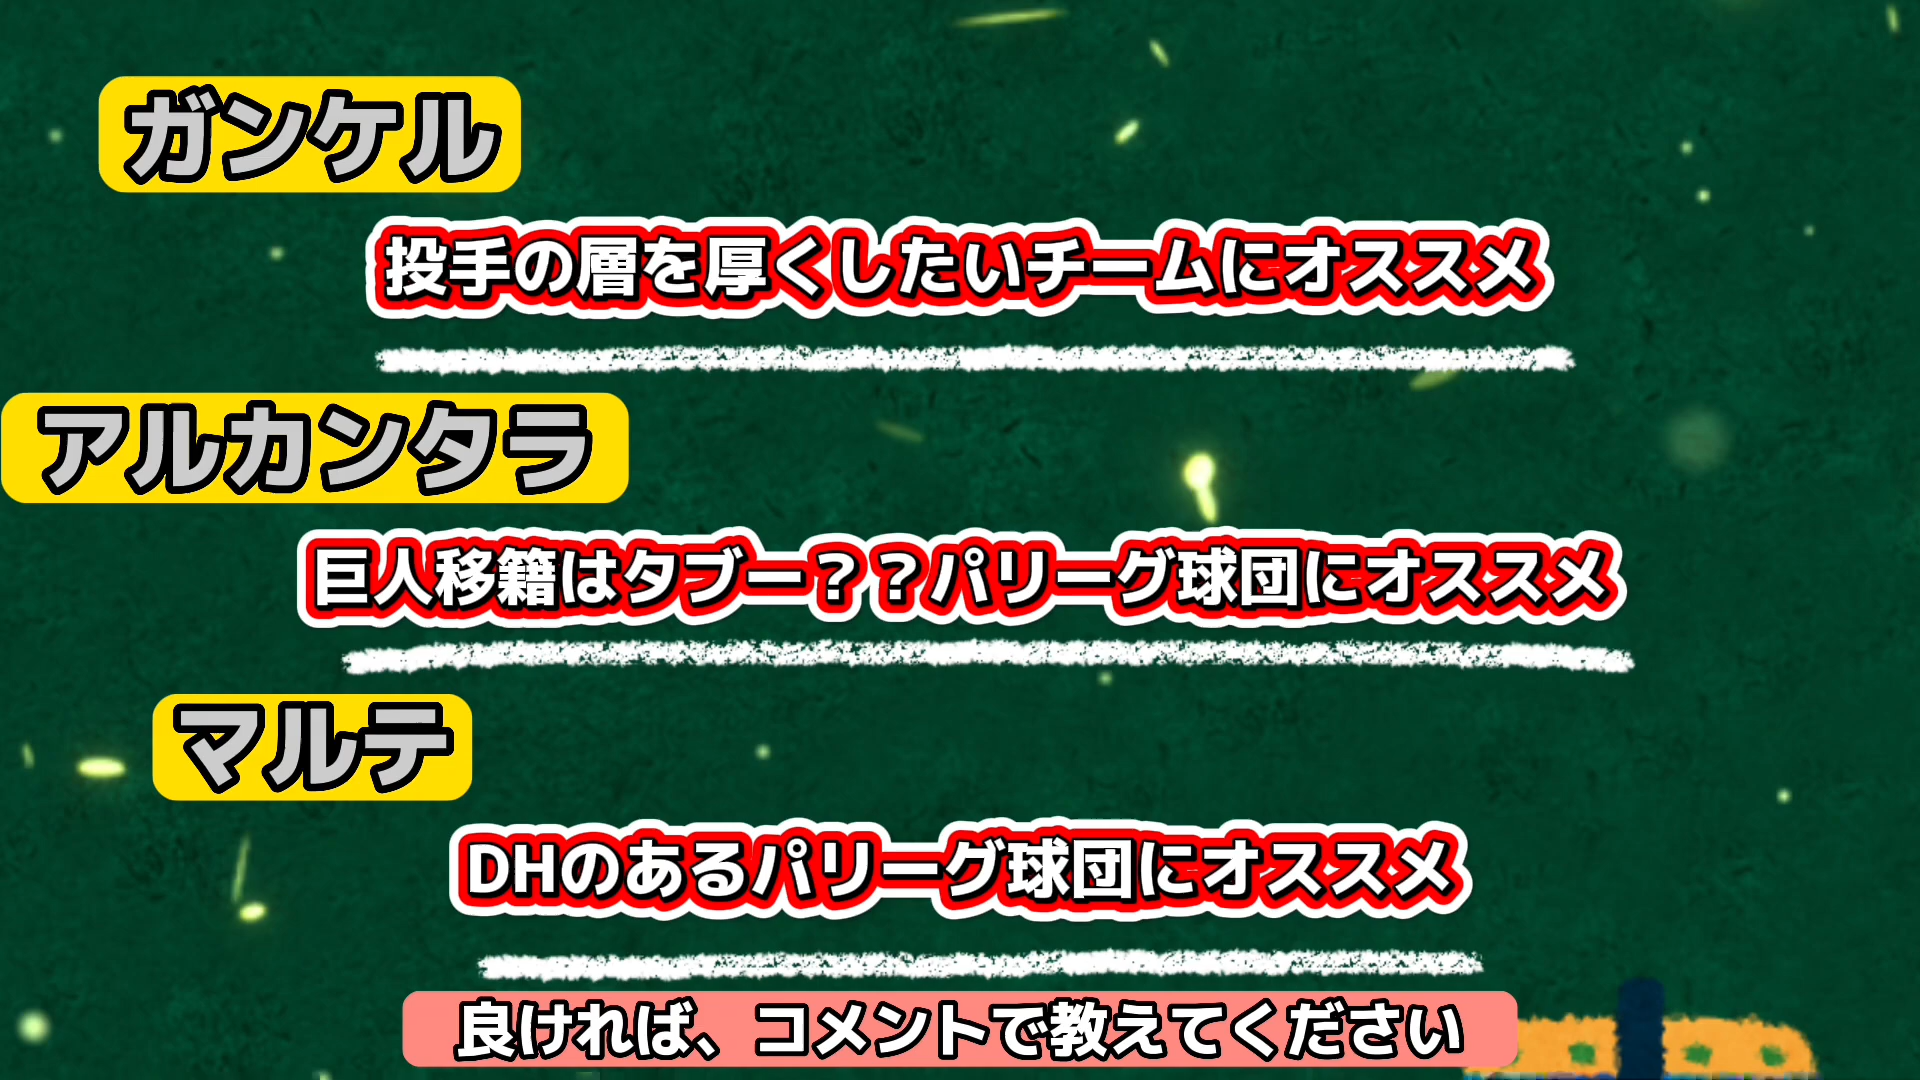 ガンケル
投手の層を厚くしたいチームにオススメ
アルカンタラ
巨人移籍はタブー？？パリーグ球団にオススメ
マルテ
DHのあるパリーグ球団にオススメ
良ければ、コメントで教えてください